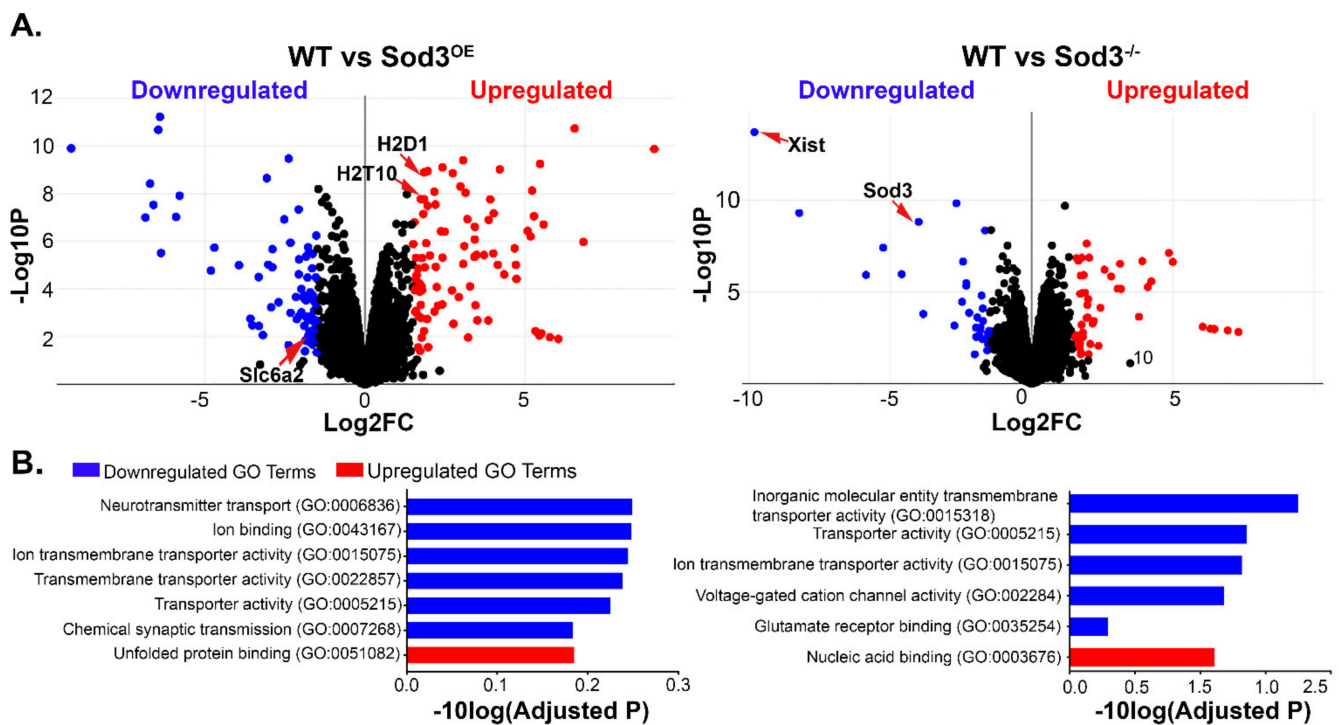 A.
WT vs Sod3OE
WT vs Sod3-/-
Downregulated
Upregulated
Downregulated
Upregulated
12
10
8
6
4
2
-Log10P
H2D1
H2T10
Slc6a2
-5
0
5
Log2FC
10
5
-Log10P
Xist
Sod3
10
-10
-5
0
5
Log2FC
B.
Downregulated GO Terms
Upregulated GO Terms
Neurotransmitter transport (GO:0006836)
Ion binding (GO:0043167)
Ion transmembrane transporter activity (GO:0015075)
Transmembrane transporter activity (GO:0022857)
Transporter activity (GO:0005215)
Chemical synaptic transmission (GO:0007268)
Unfolded protein binding (GO:0051082)
0.0
0.1
0.2
0.3
-10log(Adjusted P)
Inorganic molecular entity transmembrane
transporter activity (GO:0015318)
Transporter activity (GO:0005215)
Ion transmembrane transporter activity (GO:0015075)
Voltage-gated cation channel activity (GO:002284)
Glutamate receptor binding (GO:0035254)
Nucleic acid binding (GO:0003676)
0.0
0.5
1.5
1.0
2.5
-10log(Adjusted P)